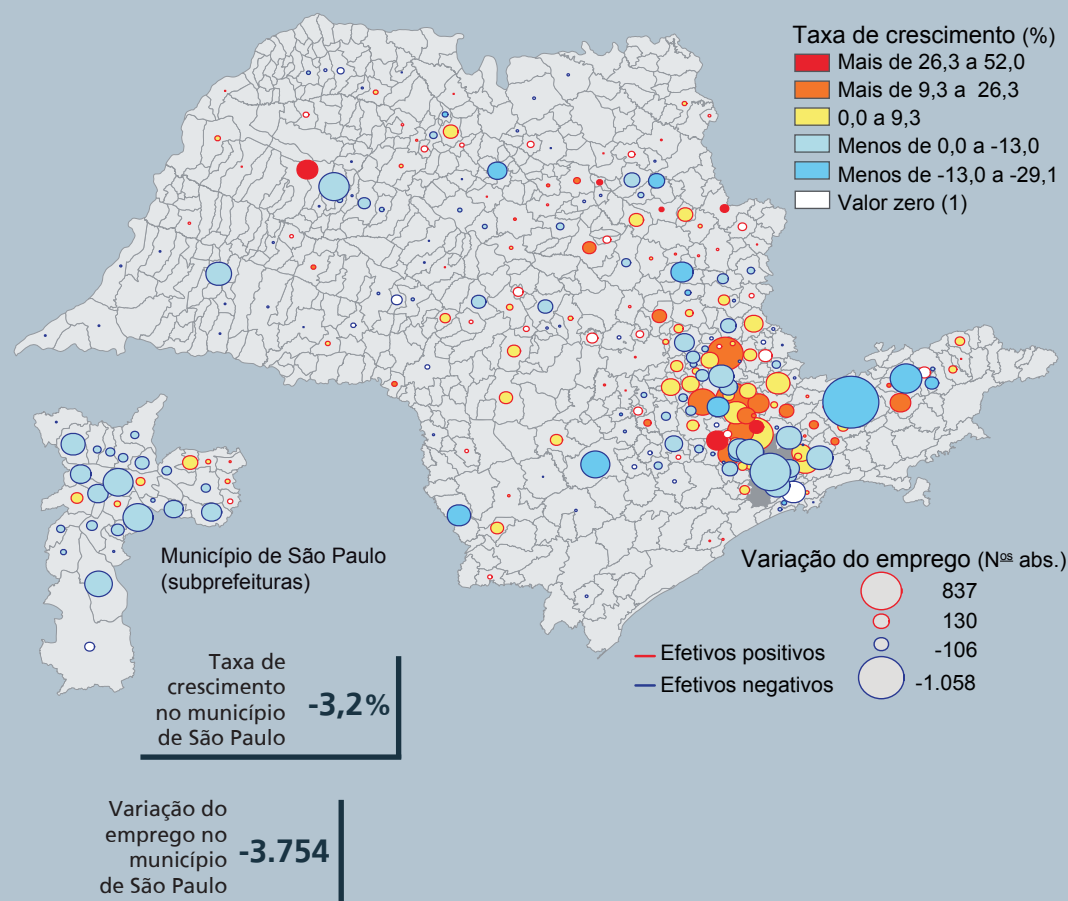 Taxa de crescimento (%)
Mais de 26,3 a 52,0
Mais de 9,3 a 26,3
0,0 a 9,3
Menos de 0,0 a -13,0
Menos de -13,0 a -29,1
Valor zero (1)
Município de São Paulo
(subprefeituras)
Variação do emprego (Nos abs.)
837
130
-106
-1.058
Efetivos positivos
Efetivos negativos
Taxa de
crescimento
no município
de São Paulo
-3,2%
Variação do
emprego no
município
de São Paulo
-3.754